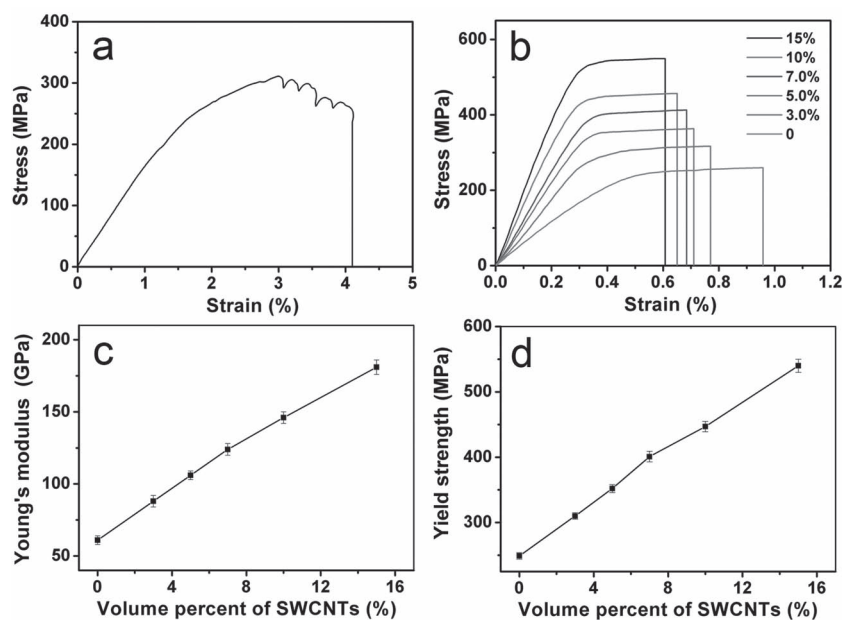 a
400
300
200
100
0
Stress (MPa)
0 1 2 3 4 5
Strain (%)
b
600
400
200
0
Stress (MPa)
15%
10%
7.0%
5.0%
3.0%
0
0.0 0.2 0.4 0.6 0.8 1.0 1.2
Strain (%)
c
200
150
100
50
Young's modulus (GPa)
0 4 8 12 16
Volume percent of SWCNTs (%)
d
600
500
400
300
Yield strength (MPa)
0 4 8 12 16
Volume percent of SWCNTs (%)